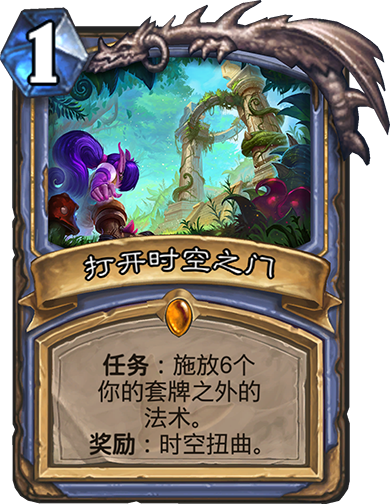 1
打开时空之门
任务：施放6个
你的套牌之外的
法术。
奖励：时空扭曲。